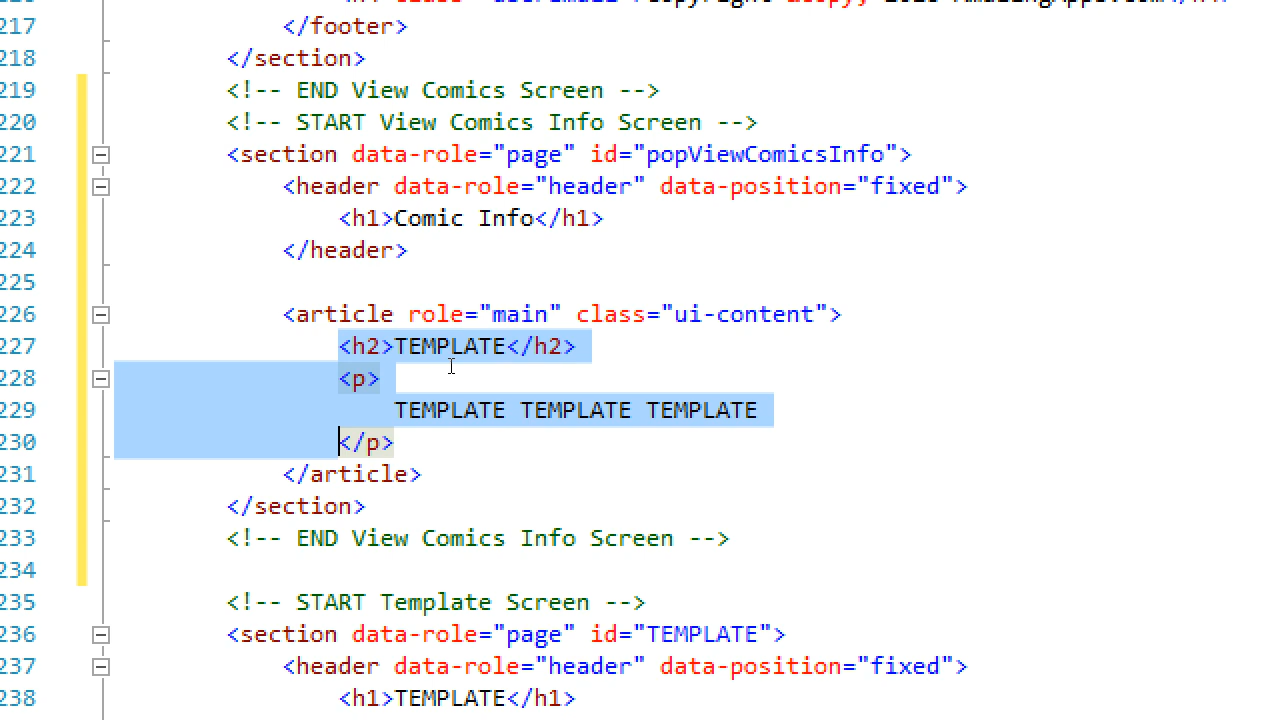 217 </footer>
218 </section>
219 <!-- END View Comics Screen -->
220 <!-- START View Comics Info Screen -->
221 <section data-role="page" id="popViewComicsInfo">
222 <header data-role="header" data-position="fixed">
223 <h1>Comic Info</h1>
224 </header>
225
226 <article role="main" class="ui-content">
227 <h2>TEMPLATE</h2>
228 <p>
229 TEMPLATE TEMPLATE TEMPLATE
230 </p>
231 </article>
232 </section>
233 <!-- END View Comics Info Screen -->
234
235 <!-- START Template Screen -->
236 <section data-role="page" id="TEMPLATE">
237 <header data-role="header" data-position="fixed">
238 <h1>TEMPLATE</h1>